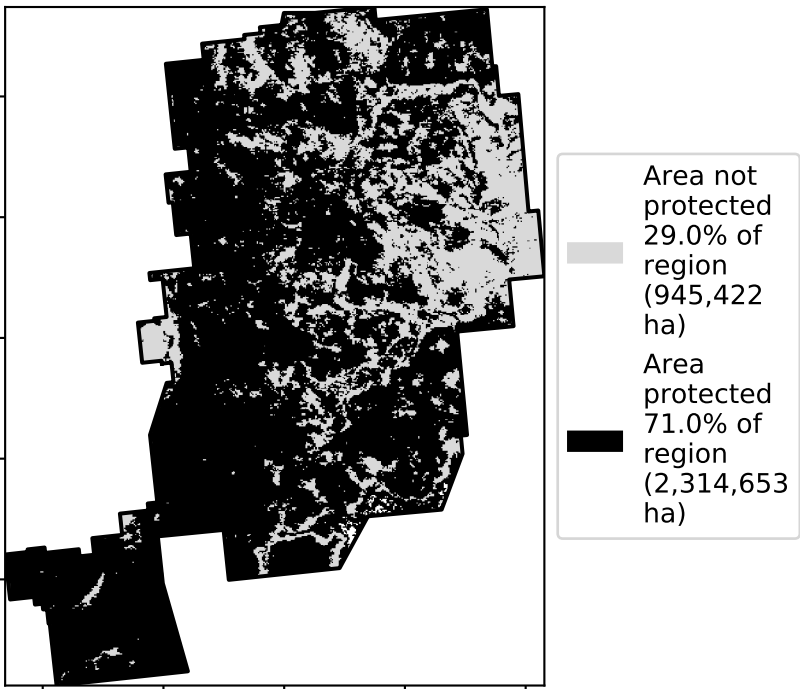 Area not
protected
29.0% of
region
(945,422
ha)
Area
protected
71.0% of
region
(2,314,653
ha)